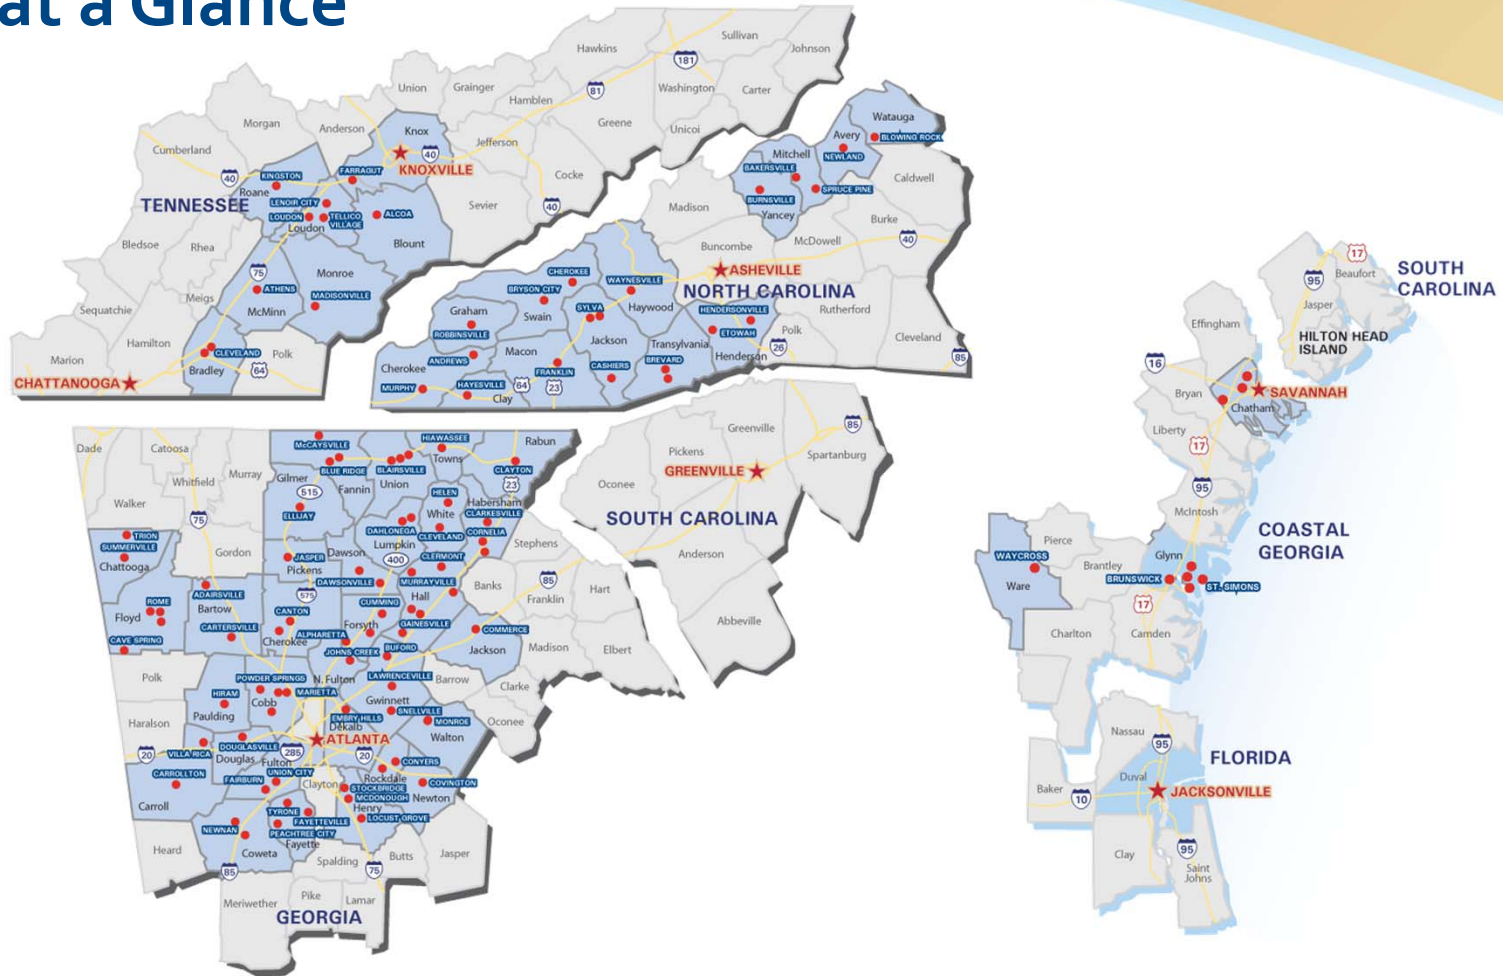 at a Glance
Hawkins
Sullivan
Johnson
181
Union
Grainger
Hamblen
81
Washington
Carter
Greene
Unicoi
Morgan
Anderson
Knox
40
KNOXVILLE
Jefferson
Cocke
Sevier
40
Cumberland
40
KINGSTON
FARRAGUT
Roane
TENNESSEE
LENOIR CITY
LOUDON
TELLICO
VILLAGE
Loudon
ALCOA
Blount
Bledsoe
Rhea
75
Monroe
ATHENS
MADISONVILLE
Meigs
McMinn
Sequatchie
Hamilton
CLEVELAND
Polk
Bradley
64
Marion
CHATTANOOGA
Watauga
BLOWING ROCK
Avery
NEWLAND
Mitchell
BAKERSVILLE
SPRUCE PINE
BURNSVILLE
Yancey
Caldwell
Madison
Burke
Buncombe
McDowell
40
ASHEVILLE
NORTH CAROLINA
CHEROKEE
BRYSON CITY
WAYNESVILLE
Graham
Swain
SYLVA
Haywood
HENDERSONVILLE
Rutherford
ROBBINSVILLE
ETOWAH
Polk
Cleveland
Jackson
Transylvania
Macon
ANDREWS
Henderson
26
85
Cherokee
FRANKLIN
CASHIERS
BREVARD
MURPHY
HAYESVILLE
64
23
Clay
Dade
Catoosa
Whitfield
Murray
Walker
75
Gordon
McCAYSVILLE
HIAWASSEE
Rabun
Towns
BLUE RIDGE
BLAIRSVILLE
CLAYTON
Gilmer
Fannin
Union
23
515
HELEN
Habersham
White
CLARKESVILLE
ELLIJAY
DAHLONEGA
CLEVELAND
CORNELIA
Lumpkin
TRION
SUMMERVILLE
Chattooga
JASPER
Dawson
400
CLERMONT
Stephens
Pickens
DAWSONVILLE
MURRAYVILLE
Banks
85
Hart
Franklin
ADAIRSVILLE
575
Hall
ROME
Bartow
CANTON
CUMMING
Floyd
CARTERSVILLE
Cherokee
ALPHARETTA
Forsyth
GAINESVILLE
COMMERCE
CAVE SPRING
JOHNS CREEK
BUFORD
Jackson
Madison
Elbert
Polk
POWDER SPRINGS
N. Fulton
LAWRENCEVILLE
Barrow
Clarke
HIRAM
Cobb
MARIETTA
Gwinnett
Paulding
EMBRY HILLS
SNELLVILLE
MONROE
Oconee
Haralson
Dekalb
ATLANTA
Walton
20
VILLA RICA
DOUGLASVILLE
285
20
Douglas
Fulton
CONYERS
CARROLLTON
FAIRBURN
UNION CITY
Clayton
Rockdale
STOCKBRIDGE
COVINGTON
MCDONOUGH
Newton
Carroll
TYRONE
Henry
FAYETTEVILLE
LOCUST GROVE
NEWNAN
PEACHTREE CITY
Fayette
Heard
Coweta
85
Spalding
75
Butts
Jasper
Meriwether
Pike
Lamar
GEORGIA
Greenville
85
Pickens
GREENVILLE
Spartanburg
Oconee
SOUTH CAROLINA
Anderson
Abbeville
17
95
Beaufort
SOUTH
CAROLINA
Jasper
HILTON HEAD
ISLAND
Effingham
16
SAVANNAH
Bryan
Chatham
Liberty
17
95
McIntosh
COASTAL
GEORGIA
Pierce
WAYCROSS
Glynn
Brantley
BRUNSWICK
ST. SIMONS
Ware
17
Charlton
Camden
Nassau
95
FLORIDA
Duval
Baker
10
JACKSONVILLE
Clay
95
Saint
Johns